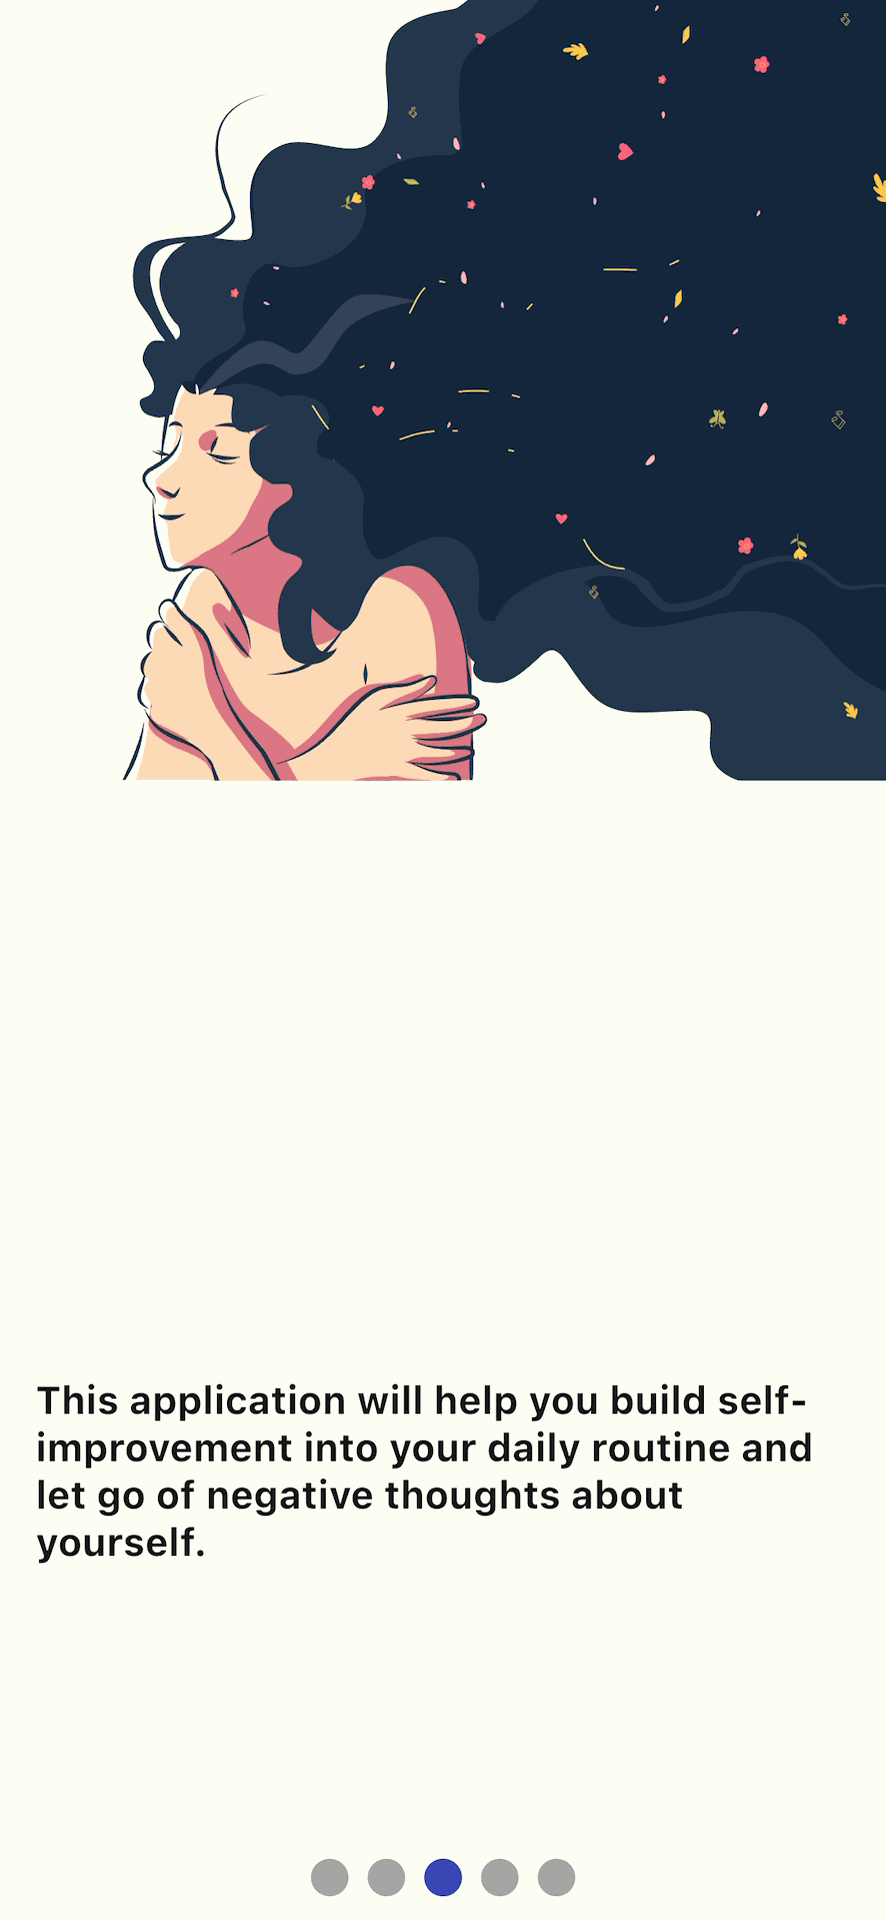 This application will help you build self-
improvement into your daily routine and
let go of negative thoughts about
yourself.